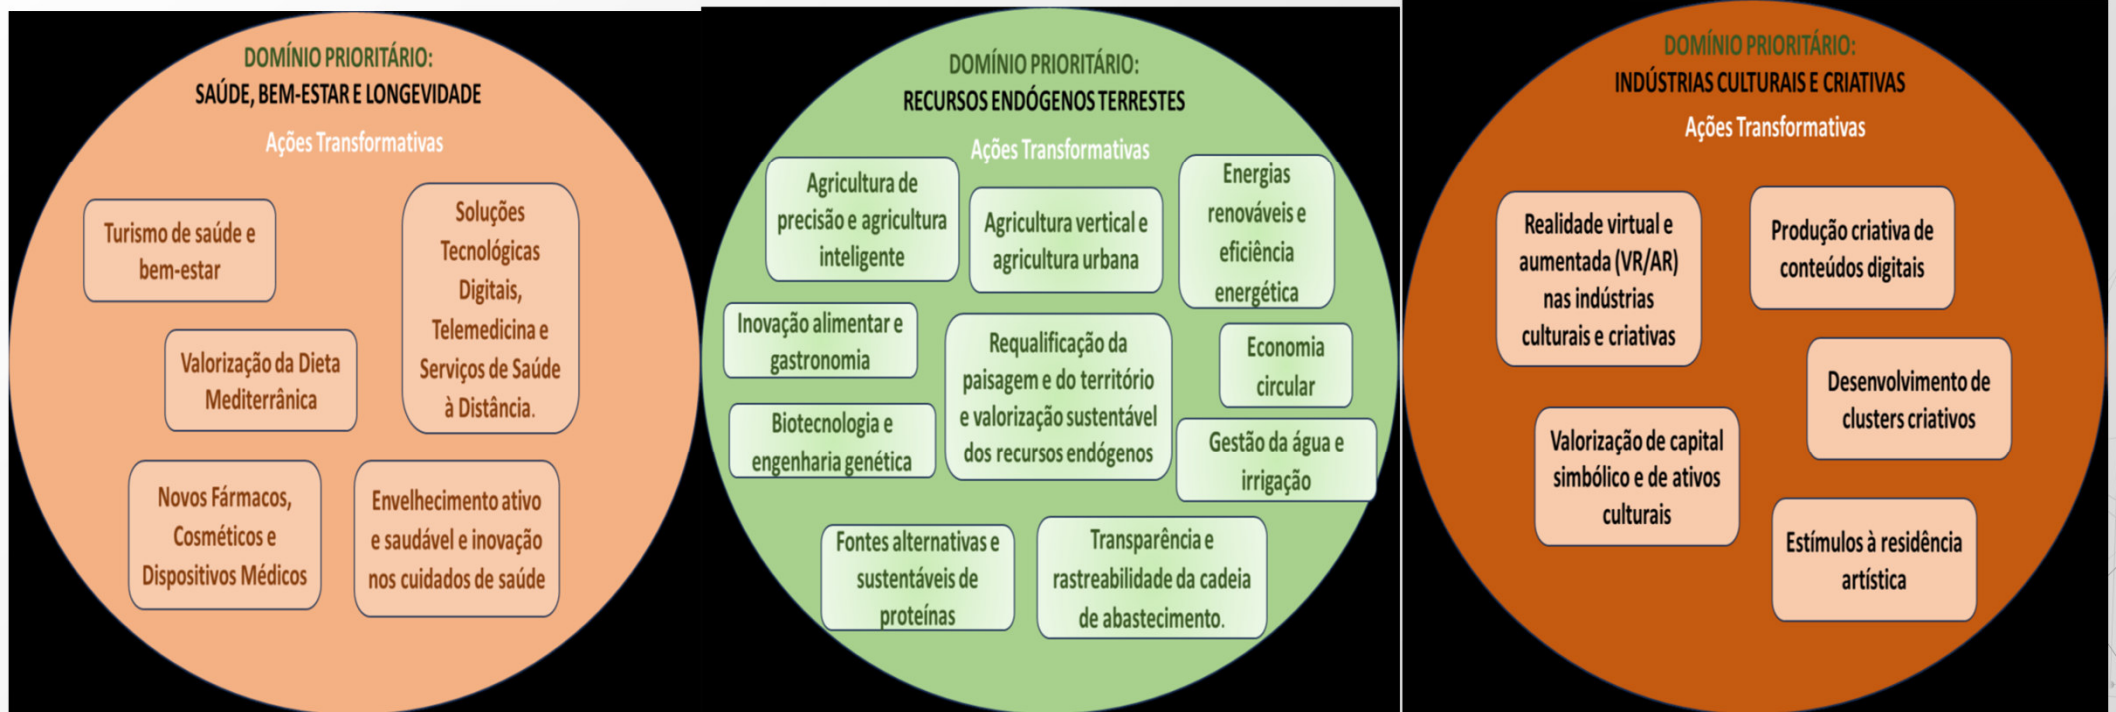 DOMÍNIO PRIORITÁRIO:
SAÚDE, BEM-ESTAR E LONGEVIDADE
Ações Transformativas
Turismo de saúde e
bem-estar
Soluções
Tecnológicas
Digitais,
Telemedicina e
Serviços de Saúde
à Distância.
Valorização da Dieta
Mediterrânica
Novos Fármacos,
Cosméticos e
Dispositivos Médicos
Envelhecimento ativo
e saudável e inovação
nos cuidados de saúde
DOMÍNIO PRIORITÁRIO:
RECURSOS ENDÓGENOS TERRESTES
Ações Transformativas
Agricultura de
precisão e agricultura
inteligente
Agricultura vertical e
agricultura urbana
Energias
renováveis e
eficiência
energética
Inovação alimentar e
gastronomia
Requalificação da
paisagem e do território
e valorização sustentável
dos recursos endógenos
Economia
circular
Biotecnologia e
engenharia genética
Gestão da água e
irrigação
Fontes alternativas e
sustentáveis de
proteínas
Transparência e
rastreabilidade da cadeia
de abastecimento.
DOMÍNIO PRIORITÁRIO:
INDÚSTRIAS CULTURAIS E CRIATIVAS
Ações Transformativas
Realidade virtual e
aumentada (VR/AR)
nas indústrias
culturais e criativas
Produção criativa de
conteúdos digitais
Desenvolvimento de
clusters criativos
Valorização de capital
simbólico e de ativos
culturais
Estímulos à residência
artística